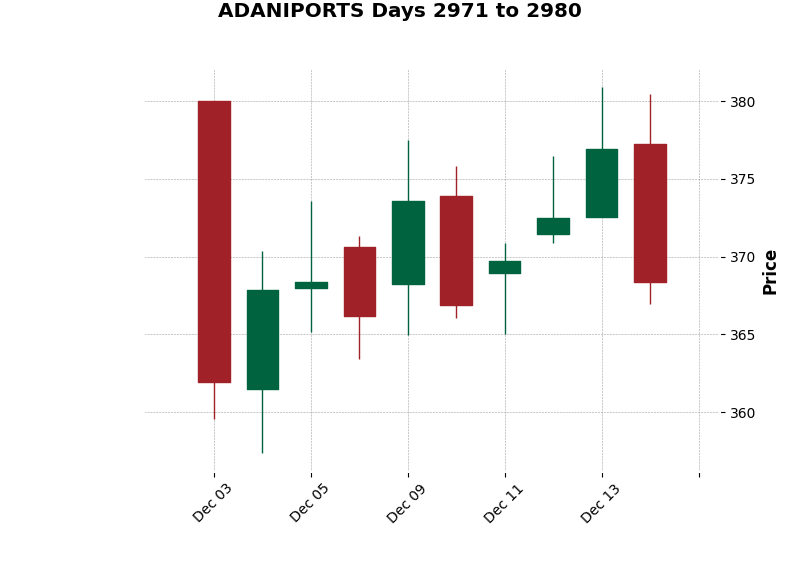 ADANIPORTS Days 2971 to 2980
380
375
370
365
360
Price
Dec 03
Dec 05
Dec 09
Dec 11
Dec 13